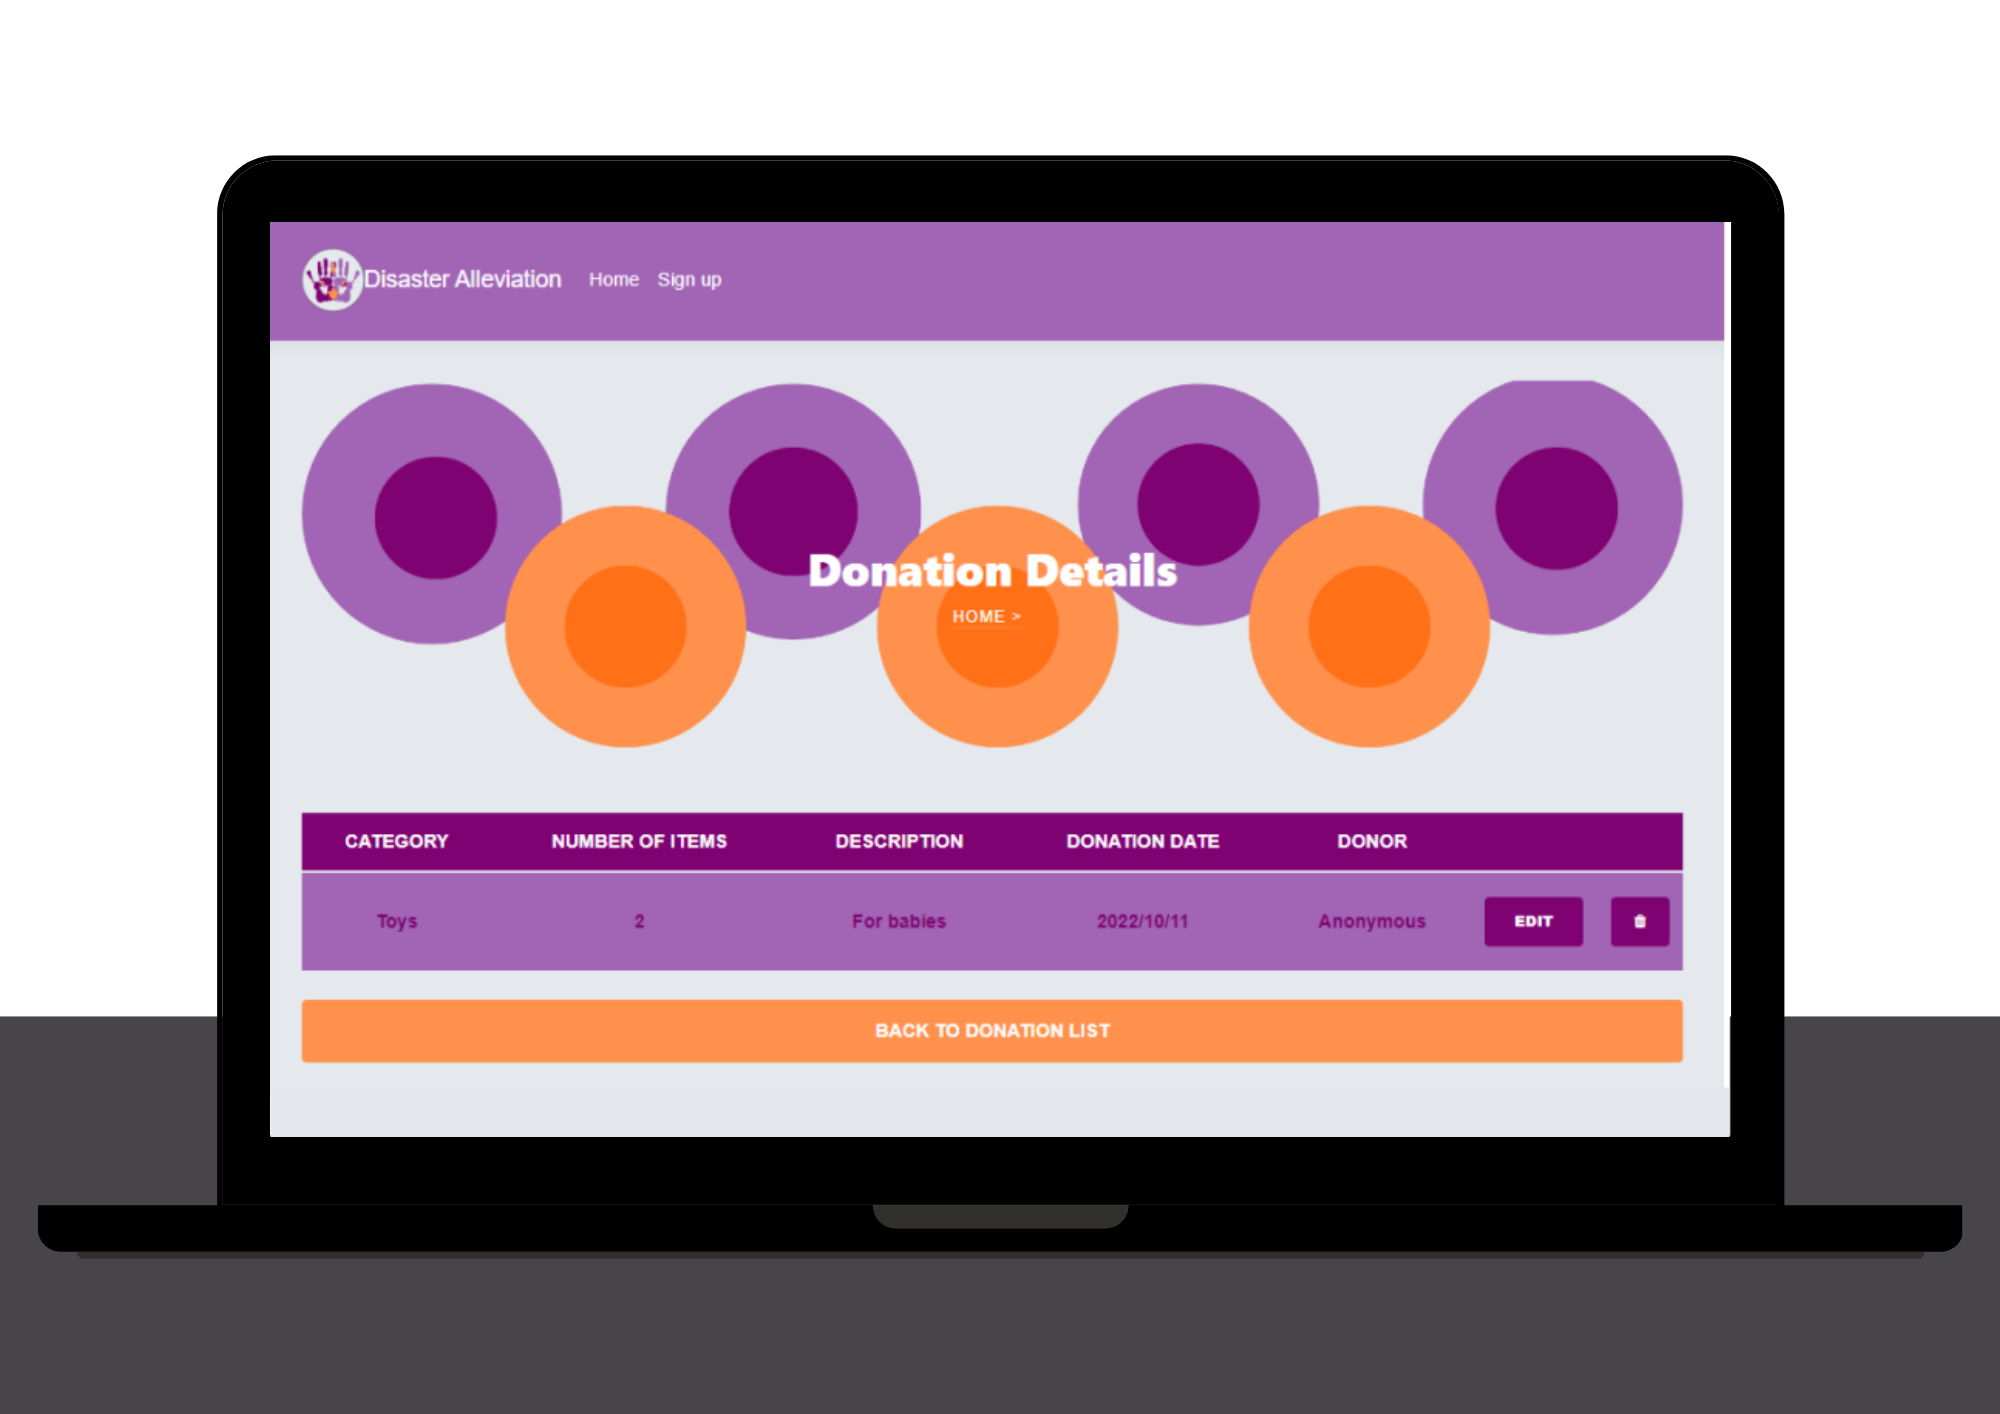 Disaster Alleviation Home Sign up
Donation Details
HOME >
CATEGORY NUMBER OF ITEMS DESCRIPTION DONATION DATE DONOR
Toys 2 For babies 2022/10/11 Anonymous EDIT
BACK TO DONATION LIST